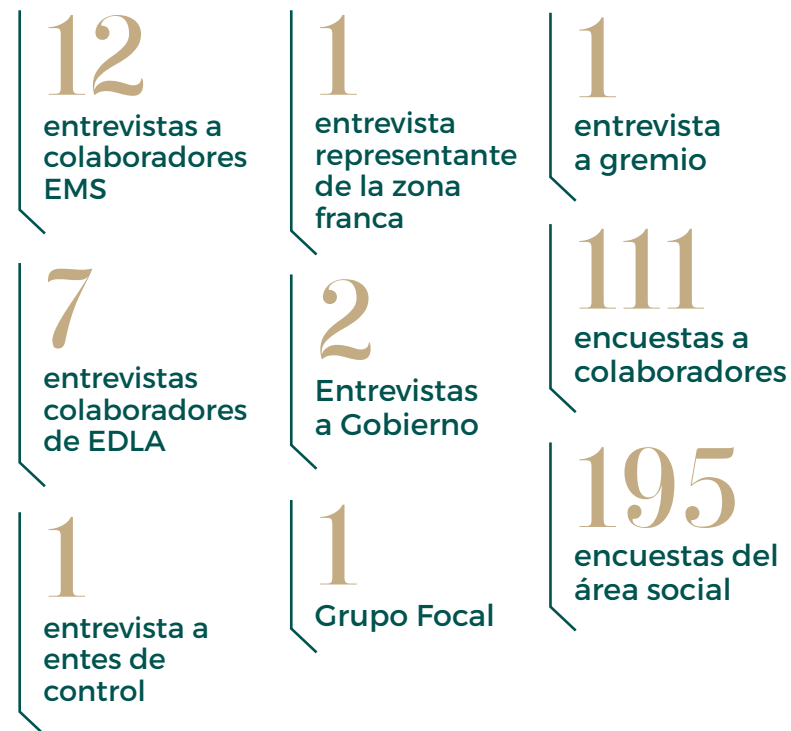 12
entrevistas a
colaboradores
EMS
7
entrevistas
colaboradores
de EDLA
1
entrevista a
entes de
control
1
entrevista
representante
de la zona
franca
2
Entrevistas
a Gobierno
1
Grupo Focal
1
entrevista
a gremio
111
encuestas a
colaboradores
195
encuestas del
área social